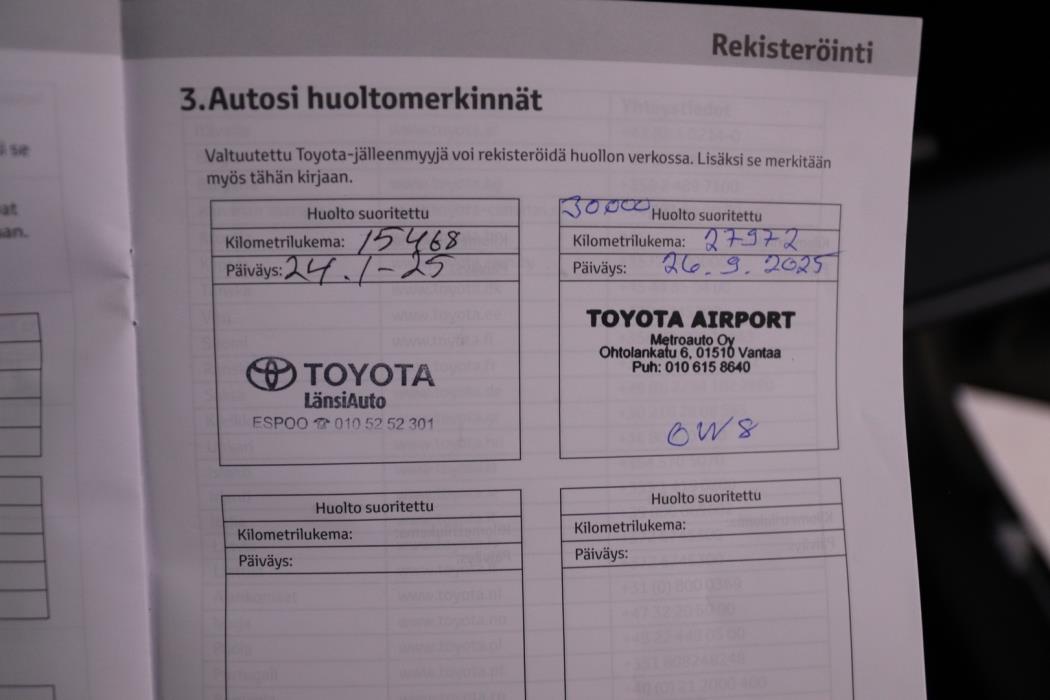 Rekisteröinti
3.Autosi huoltomerkinnät
Valtuutettu Toyota-jälleenmyyjä voi rekisteröidä huollon verkossa. Lisäksi se merkitään
myös tähän kirjaan.
Huolto suoritettu
Kilometrilukema: 15468
Päiväys: 24.1-25
TOYOTA
LänsiAuto
ESPOO ☎ 010 52 52 301
30000 Huolto suoritettu
Kilometrilukema: 27972
Päiväys: 26.9.2025
TOYOTA AIRPORT
Metroauto Oy
Ohtolankatu 6, 01510 Vantaa
Puh: 010 615 8640
OW8
Huolto suoritettu
Kilometrilukema:
Päiväys:
Huolto suoritettu
Kilometrilukema:
Päiväys: